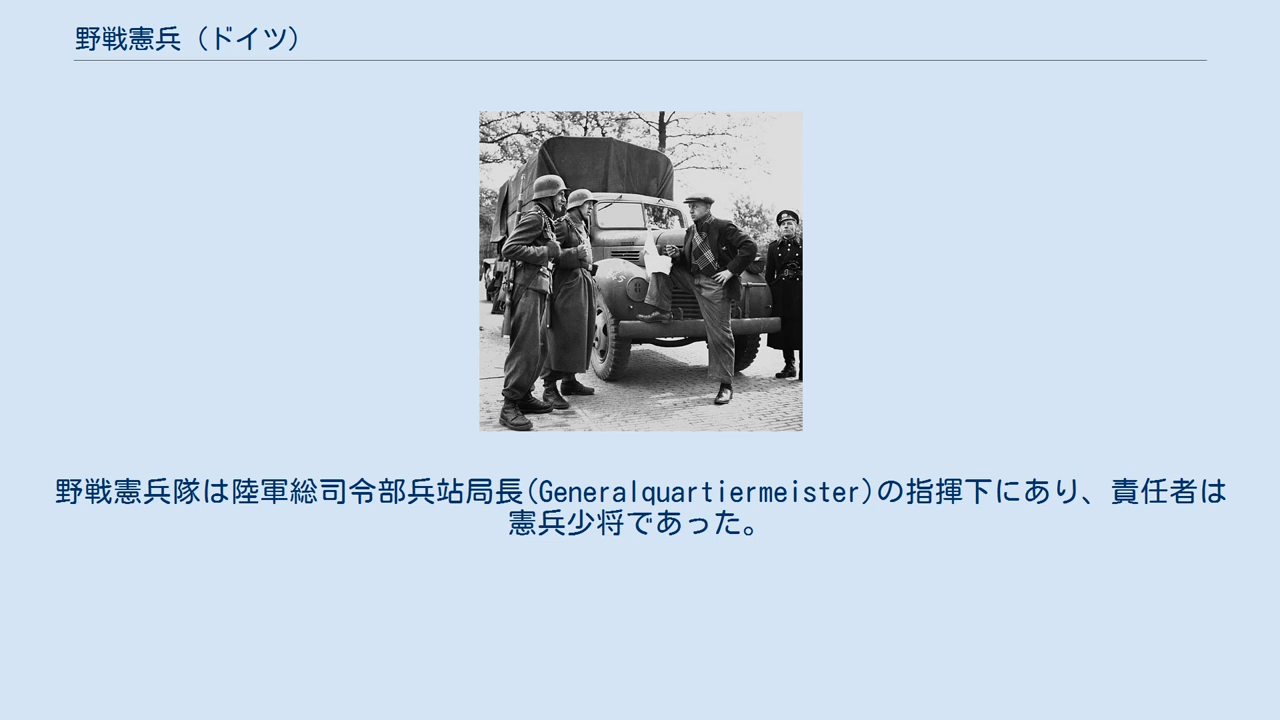 野戦憲兵（ドイツ）
野戦憲兵隊は陸軍総司令部兵站局長(Generalquartiermeister)の指揮下にあり、責任者は
憲兵少将であった。